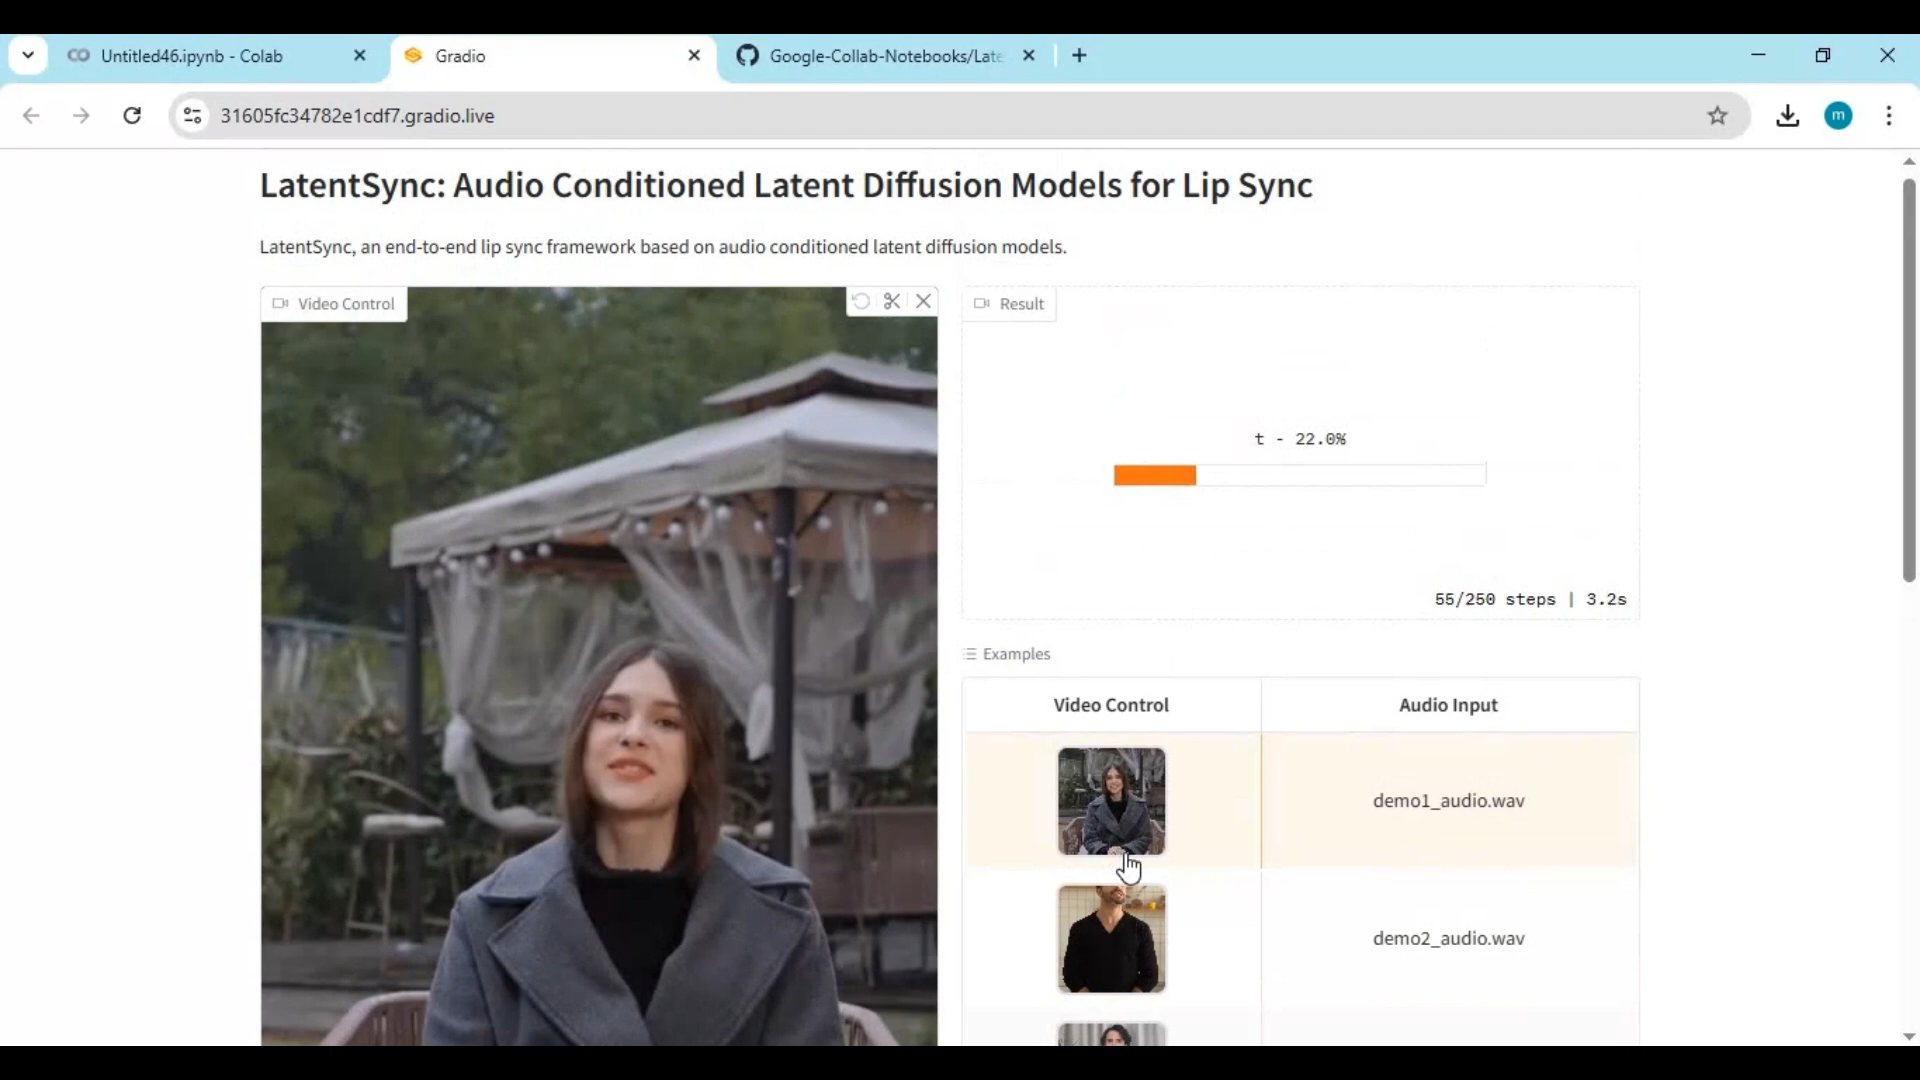 Untitled46.ipynb - Colab
Gradio
Google-Collab-Notebooks/Late
31605fc34782e1cdf7.gradio.live
m
LatentSync: Audio Conditioned Latent Diffusion Models for Lip Sync
LatentSync, an end-to-end lip sync framework based on audio conditioned latent diffusion models.
Video Control
Result
t - 22.0%
55/250 steps | 3.2s
Examples
Video Control
Audio Input
demo1_audio.wav
demo2_audio.wav